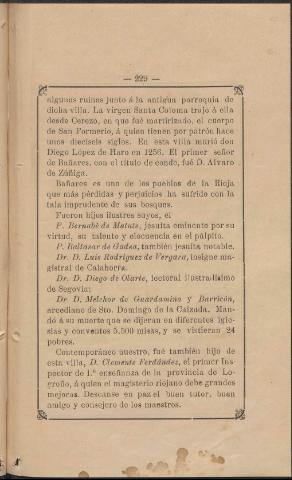 — 229 —
algunas ruinas junto á la antigua parroquia de
dicha villa. La virgen Santa Coloma trajo á ella
desde Cerezo, en que fué martirizado, el cuerpo
de San Formerio, á quien tienen por patrón hace
unos dieciseis siglos. En esta villa murió don
Diego López de Haro en 1256. El primer señor
de Bañares, con el título de conde, fué D. Alvaro
de Zúñiga.
Bañares es uno de los pueblos de la Rioja
que más pérdidas y perjuicios ha sufrido con la
tala imprudente de sus bosques.
Fueron hijos ilustres suyos, el
P. Bernabé de Matute, jesuita eminente por su
virtud, su talento y elocuencia en el púlpito.
P. Baltasar de Gudea, también jesuita notable.
Dr. D. Luis Rodríguez de Vergara, insigne ma-
gistral de Calahorra.
Dr. D. Diego de Olarte, lectoral ilustradísimo
de Segovia;
Dr. D. Melchor de Guardamino y Barricón,
arcediano de Sto. Domingo de la Calzada. Man-
dó á su muerte que se dijeran en diferentes igle-
sias y conventos 5.500 misas, y se vistieran 24
pobres.
Contemporáneo nuestro, fué también hijo de
esta villa, D. Clemente Fernández, el primer Ins-
pector de 1.ª enseñanza de la provincia de Lo-
groño, á quien el magisterio riojano debe grandes
mejoras. Descanse en paz el buen tutor, buen
amigo y consejero de los maestros.